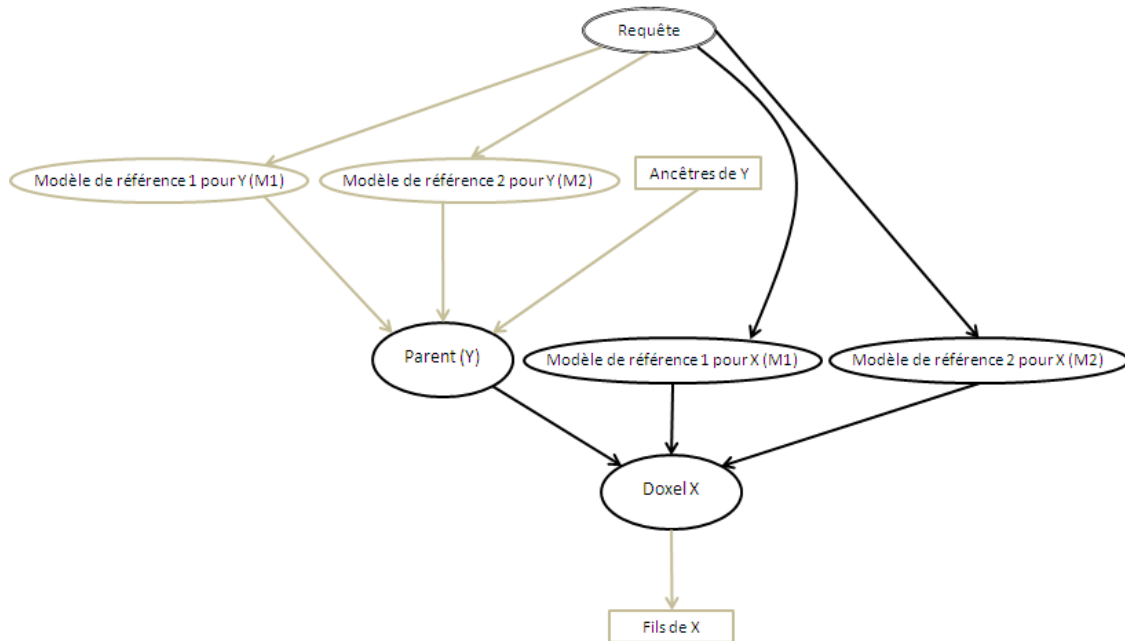 Requête
Modèle de référence 1 pour Y (M1)
Modèle de référence 2 pour Y (M2)
Ancêtres de Y
Parent (Y)
Modèle de référence 1 pour X (M1)
Modèle de référence 2 pour X (M2)
Doxel X
Fils de X